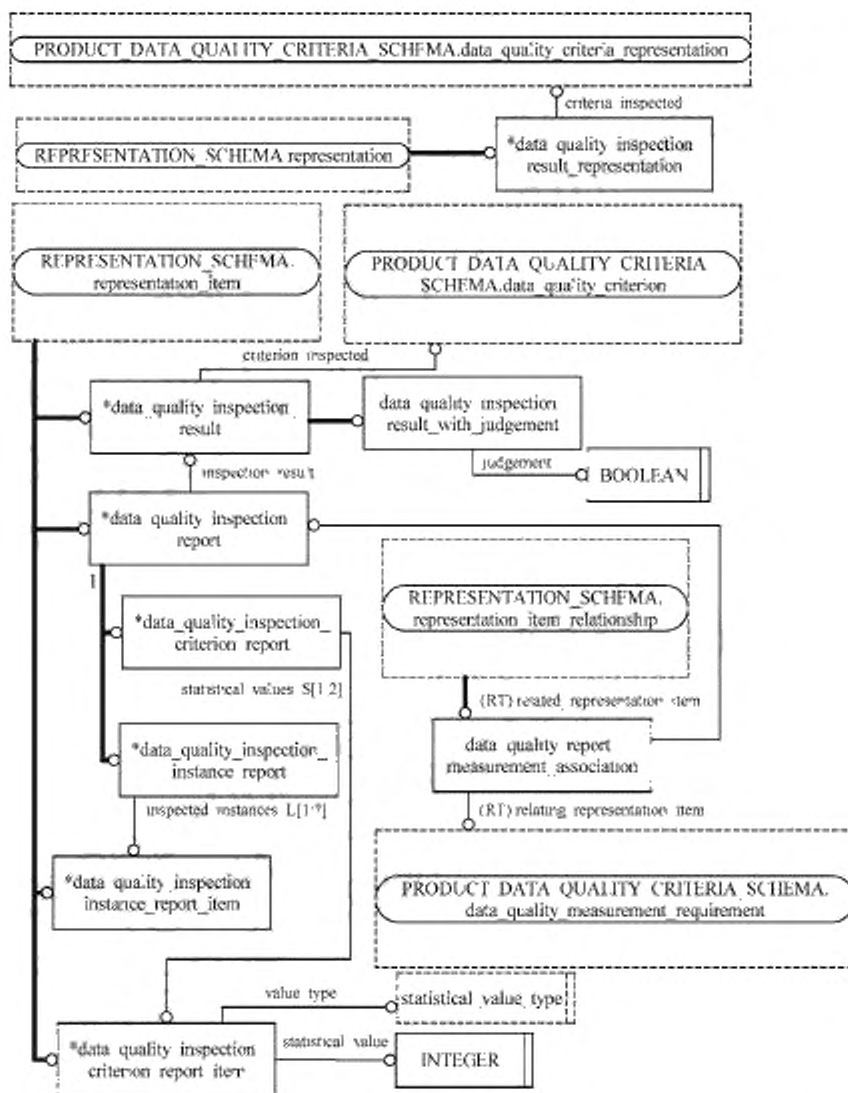 PRODUCT_DATA_QUALITY_CRITERIA_SCHEMA.data_quality_criteria_representation
criteria inspected
REPRESENTATION_SCHEMA representation
*data quality inspection
result_representation
REPRESENTATION_SCHEMA.
representation_item
PRODUCT DATA QUALITY CRITERIA
SCHEMA.data_quality_criterion
criterion inspected
*data quality inspection
result
data quality inspection
result_with_judgement
judgement
BOOLEAN
inspection result
*data quality inspection
report
1
REPRESENTATION_SCHEMA.
representation item relationship
*data_quality_inspection_
criterion report
statistical values S[1:2]
(RT) related representation item
data quality report
measurement_association
*data_quality_inspection_
instance report
inspected instances L[1:?]
(RT) relating representation item
*data quality inspection
instance_report_item
PRODUCT DATA QUALITY CRITERIA SCHEMA.
data_quality_measurement_requirement
value type
statistical_value_type
*data quality inspection
criterion report item
statistical value
INTEGER